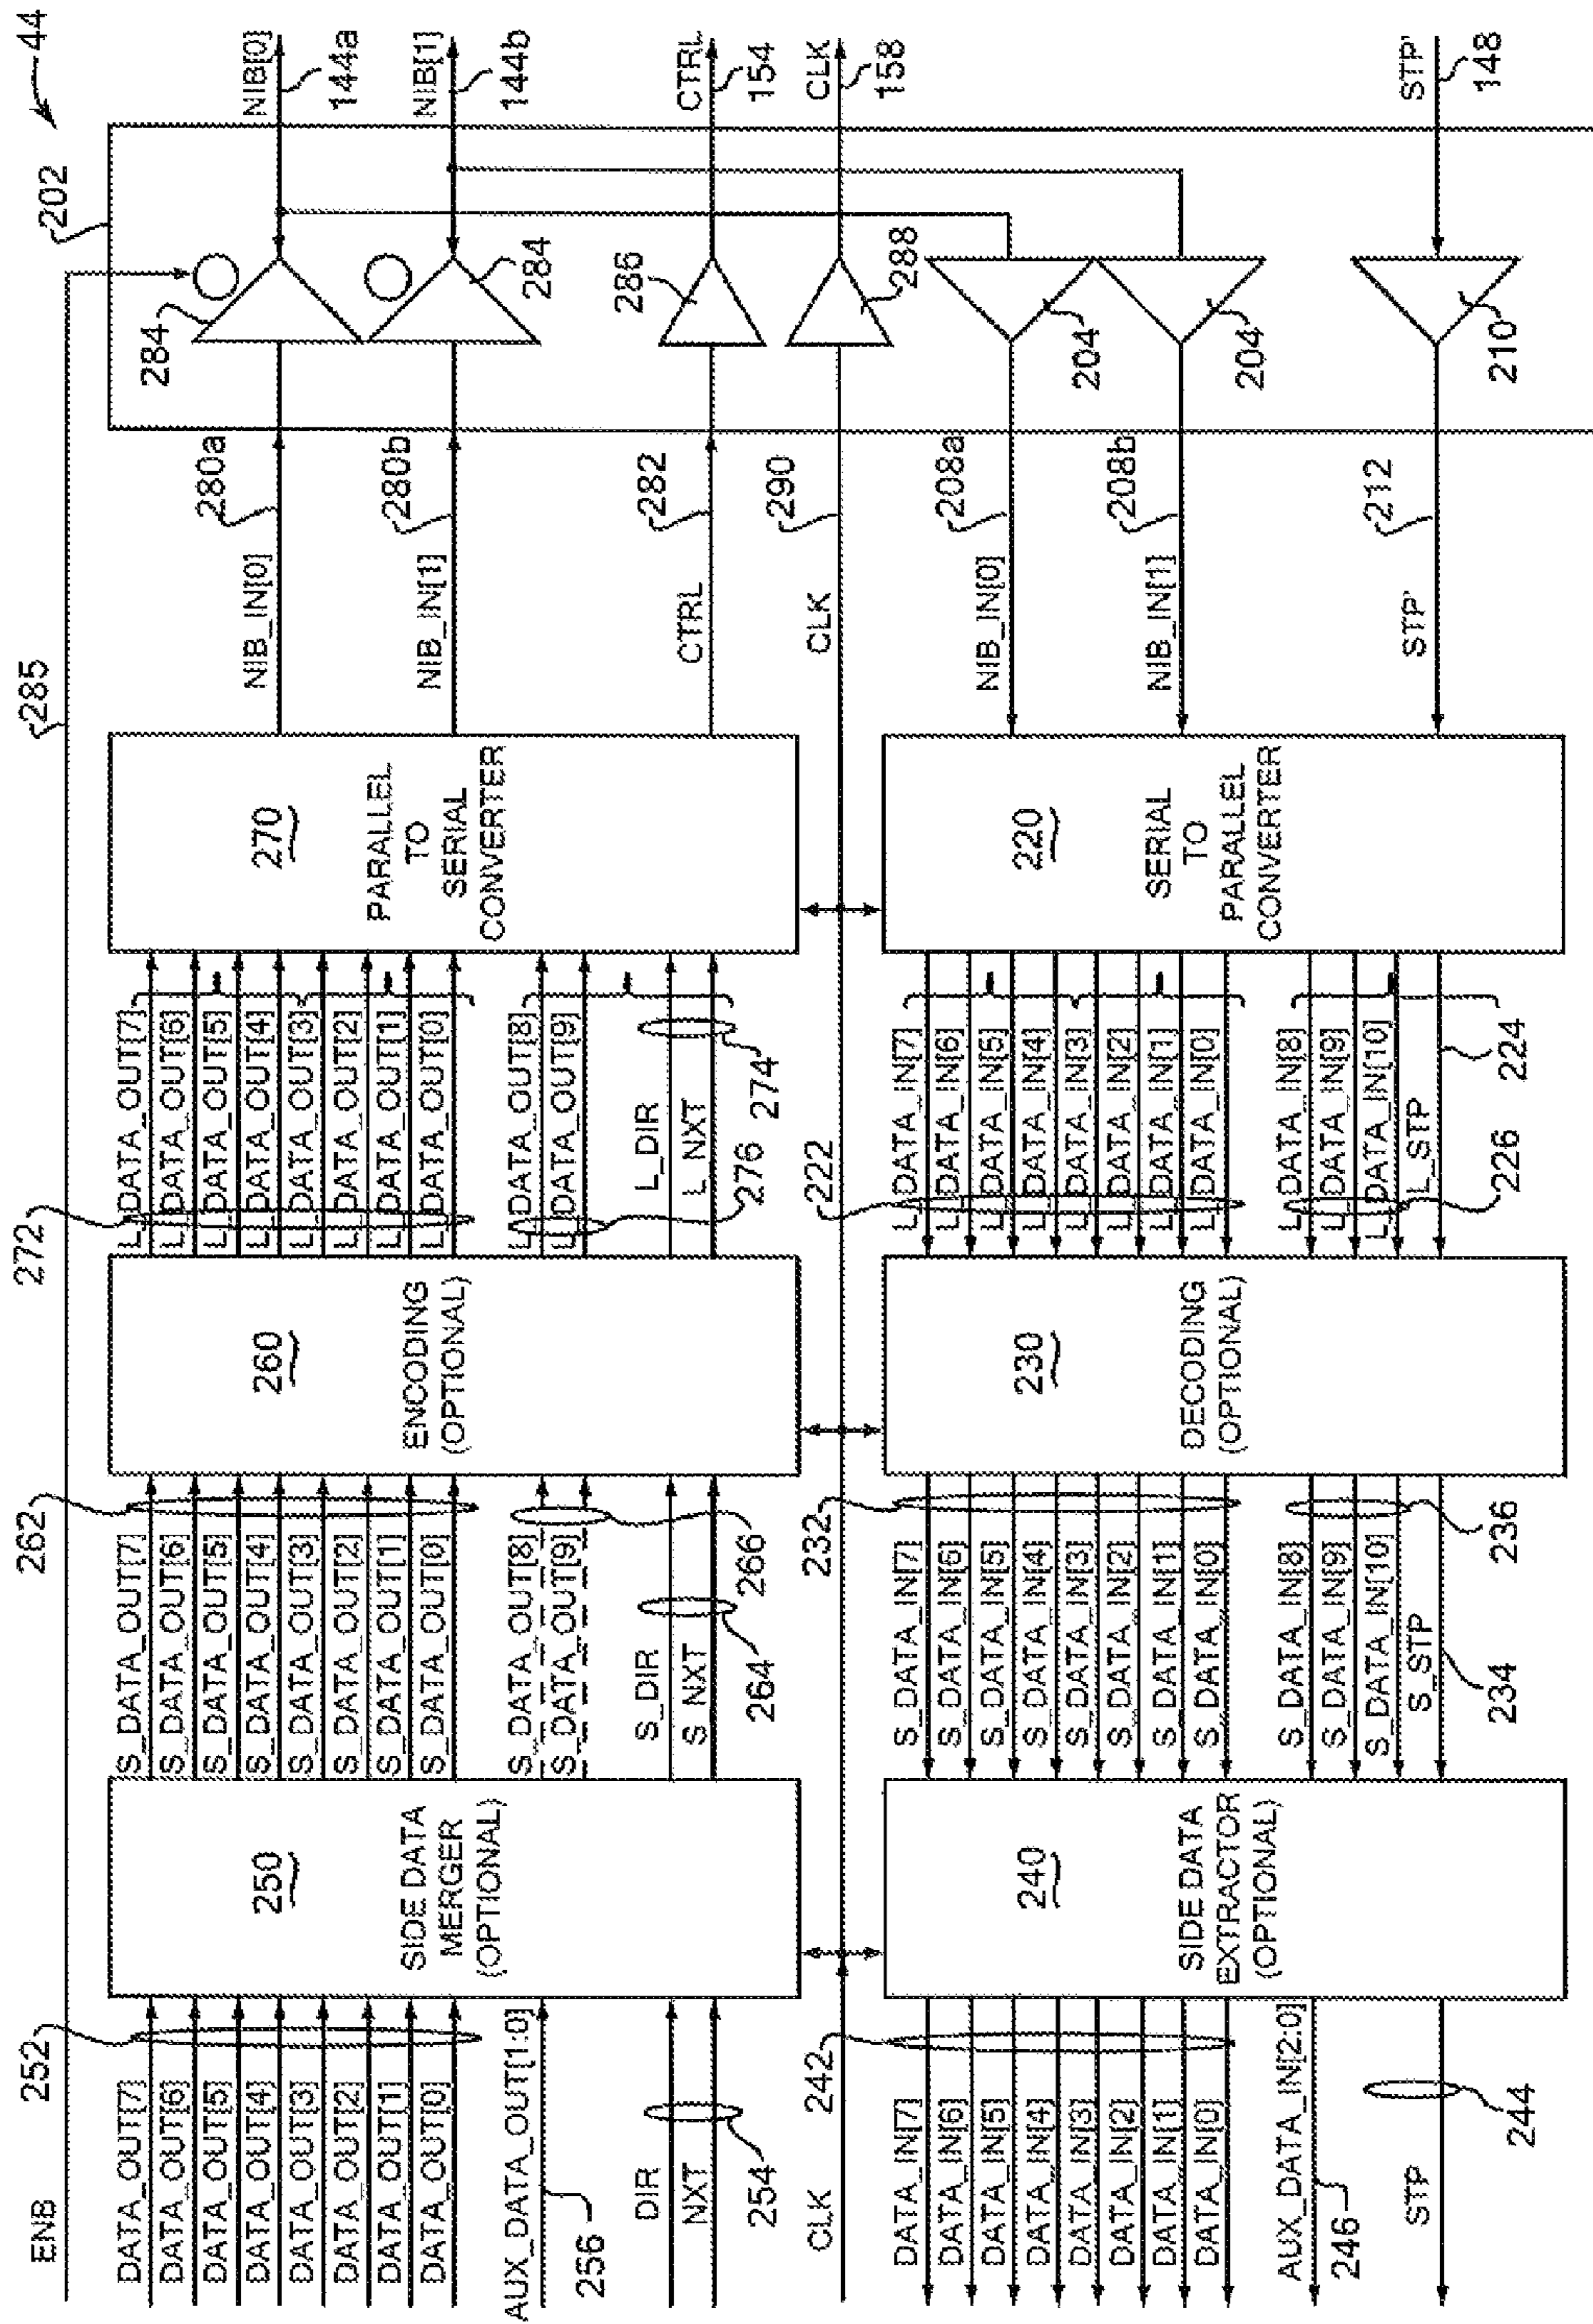 44
202
285
ENB
252
DATA_OUT[7]
DATA_OUT[6]
DATA_OUT[5]
DATA_OUT[4]
DATA_OUT[3]
DATA_OUT[2]
DATA_OUT[1]
DATA_OUT[0]
AUX_DATA_OUT[1:0]
256
DIR
NXT
254
250
SIDE DATA
MERGER
(OPTIONAL)
262
S_DATA_OUT[7]
S_DATA_OUT[6]
S_DATA_OUT[5]
S_DATA_OUT[4]
S_DATA_OUT[3]
S_DATA_OUT[2]
S_DATA_OUT[1]
S_DATA_OUT[0]
S_DATA_OUT[8]
S_DATA_OUT[9]
266
S_DIR
S_NXT
264
260
ENCODING
(OPTIONAL)
272
L_DATA_OUT[7]
L_DATA_OUT[6]
L_DATA_OUT[5]
L_DATA_OUT[4]
L_DATA_OUT[3]
L_DATA_OUT[2]
L_DATA_OUT[1]
L_DATA_OUT[0]
L_DATA_OUT[8]
L_DATA_OUT[9]
L_DIR
L_NXT
276
274
270
PARALLEL
TO
SERIAL
CONVERTER
NIB_IN[0]
280a
NIB_IN[1]
280b
CTRL
282
284
284
286
288
NIB[0]
144a
NIB[1]
144b
CTRL
154
CLK
158
CLK
CLK
290
242
DATA_IN[7]
DATA_IN[6]
DATA_IN[5]
DATA_IN[4]
DATA_IN[3]
DATA_IN[2]
DATA_IN[1]
DATA_IN[0]
AUX_DATA_IN[2:0]
246
STP
244
240
SIDE DATA
EXTRACTOR
(OPTIONAL)
232
S_DATA_IN[7]
S_DATA_IN[6]
S_DATA_IN[5]
S_DATA_IN[4]
S_DATA_IN[3]
S_DATA_IN[2]
S_DATA_IN[1]
S_DATA_IN[0]
S_DATA_IN[8]
S_DATA_IN[9]
S_DATA_IN[10]
S_STP
234
236
230
DECODING
(OPTIONAL)
222
L_DATA_IN[7]
L_DATA_IN[6]
L_DATA_IN[5]
L_DATA_IN[4]
L_DATA_IN[3]
L_DATA_IN[2]
L_DATA_IN[1]
L_DATA_IN[0]
L_DATA_IN[8]
L_DATA_IN[9]
L_DATA_IN[10]
L_STP
226
224
220
SERIAL
TO
PARALLEL
CONVERTER
NIB_IN[0]
208a
NIB_IN[1]
208b
STP'
212
204
204
210
STP'
148